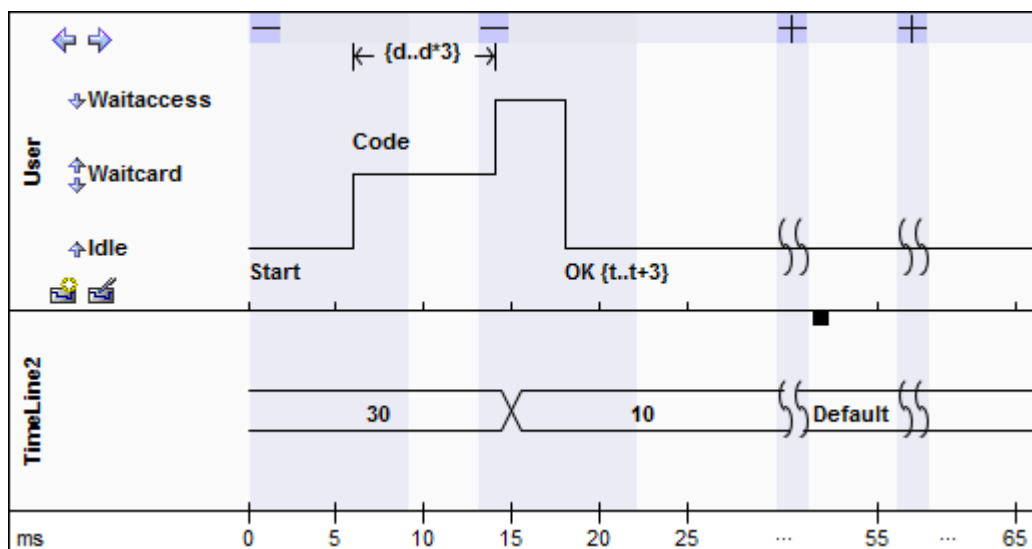 {d..d*3}
Waitaccess
Code
User
Waitcard
Idle
Start
OK {t..t+3}
TimeLine2
30
10
Default
ms
0 5 10 15 20 25 ... 55 ... 65